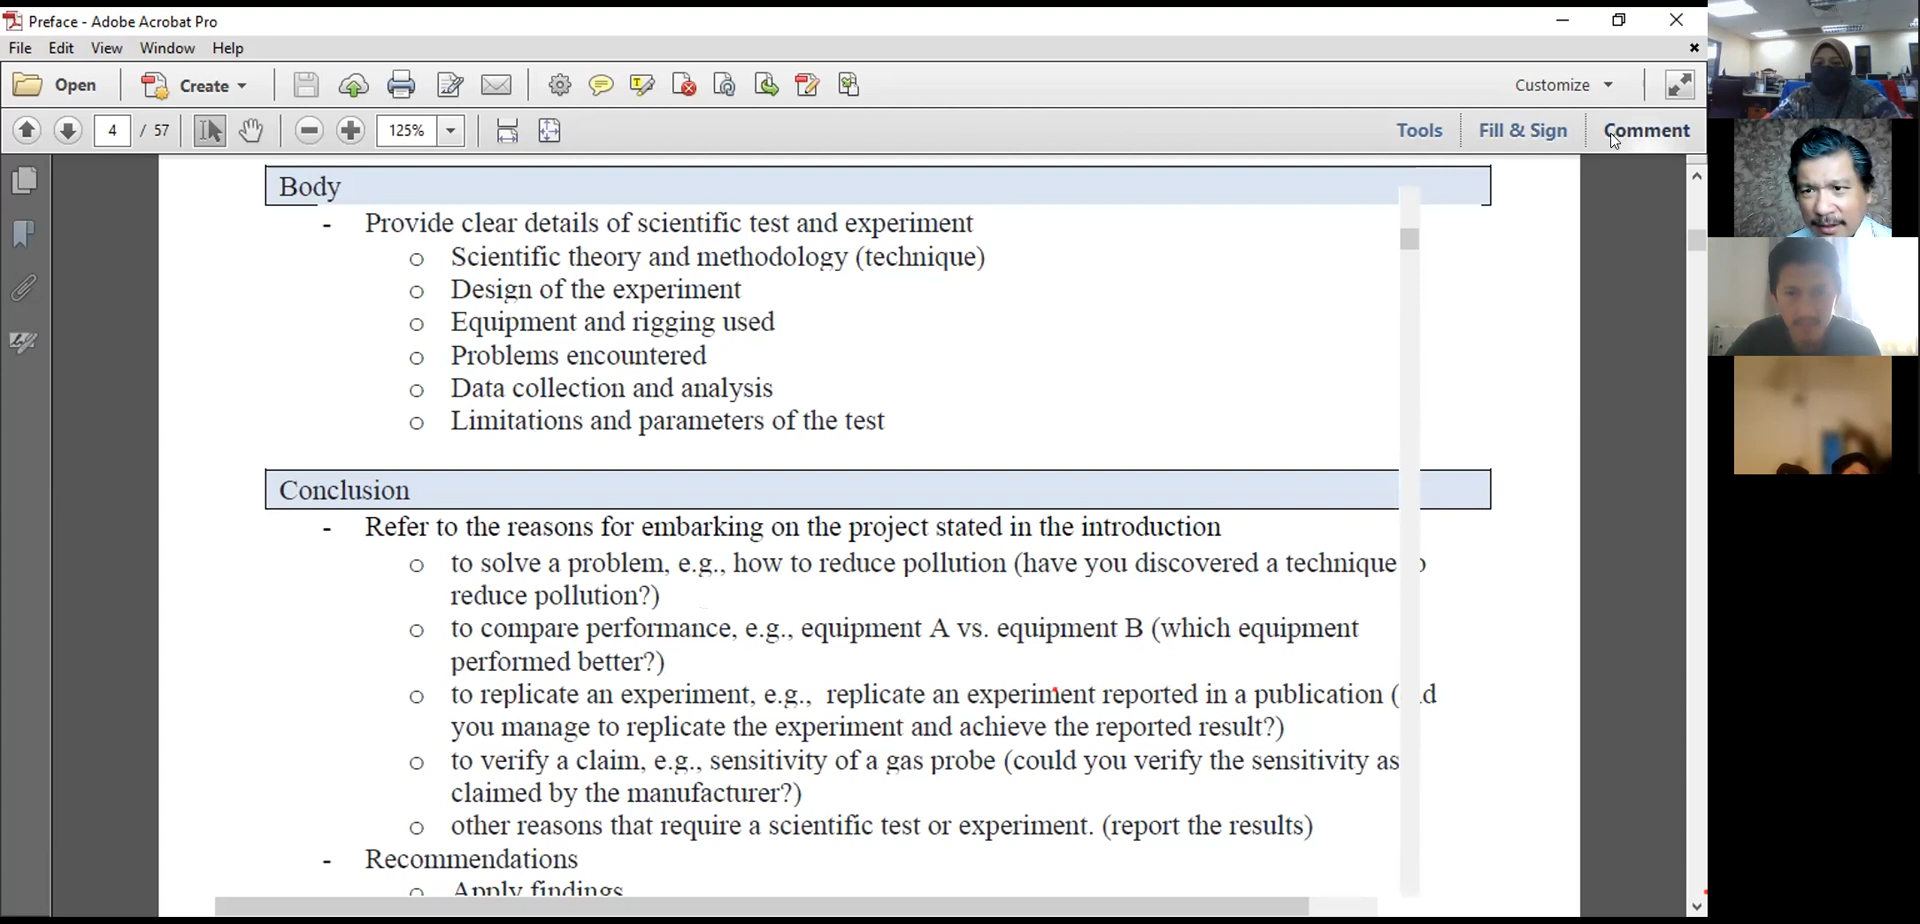 Preface - Adobe Acrobat Pro
File Edit View Window Help
Open Create Customize
4 / 57 125% Tools Fill & Sign Comment
Body
- Provide clear details of scientific test and experiment
o Scientific theory and methodology (technique)
o Design of the experiment
o Equipment and rigging used
o Problems encountered
o Data collection and analysis
o Limitations and parameters of the test
Conclusion
- Refer to the reasons for embarking on the project stated in the introduction
o to solve a problem, e.g., how to reduce pollution (have you discovered a technique
reduce pollution?)
o to compare performance, e.g., equipment A vs. equipment B (which equipment
performed better?)
o to replicate an experiment, e.g., replicate an experiment reported in a publication
you manage to replicate the experiment and achieve the reported result?)
o to verify a claim, e.g., sensitivity of a gas probe (could you verify the sensitivity as
claimed by the manufacturer?)
o other reasons that require a scientific test or experiment. (report the results)
- Recommendations
o Apply findings